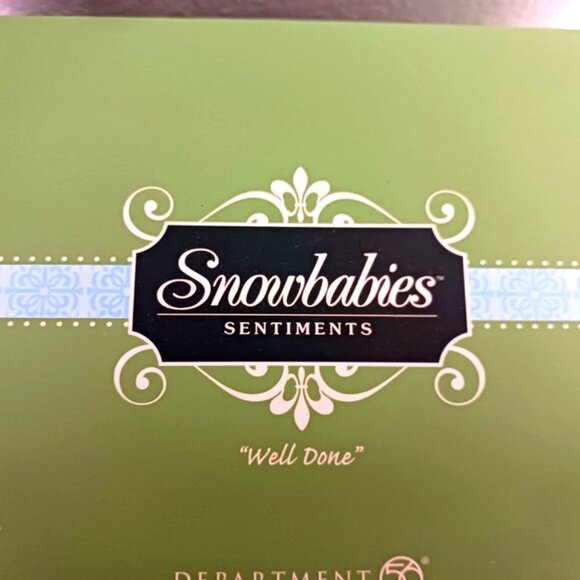 Snowbabies™
SENTIMENTS
“Well Done”
DEPARTMENT 56®